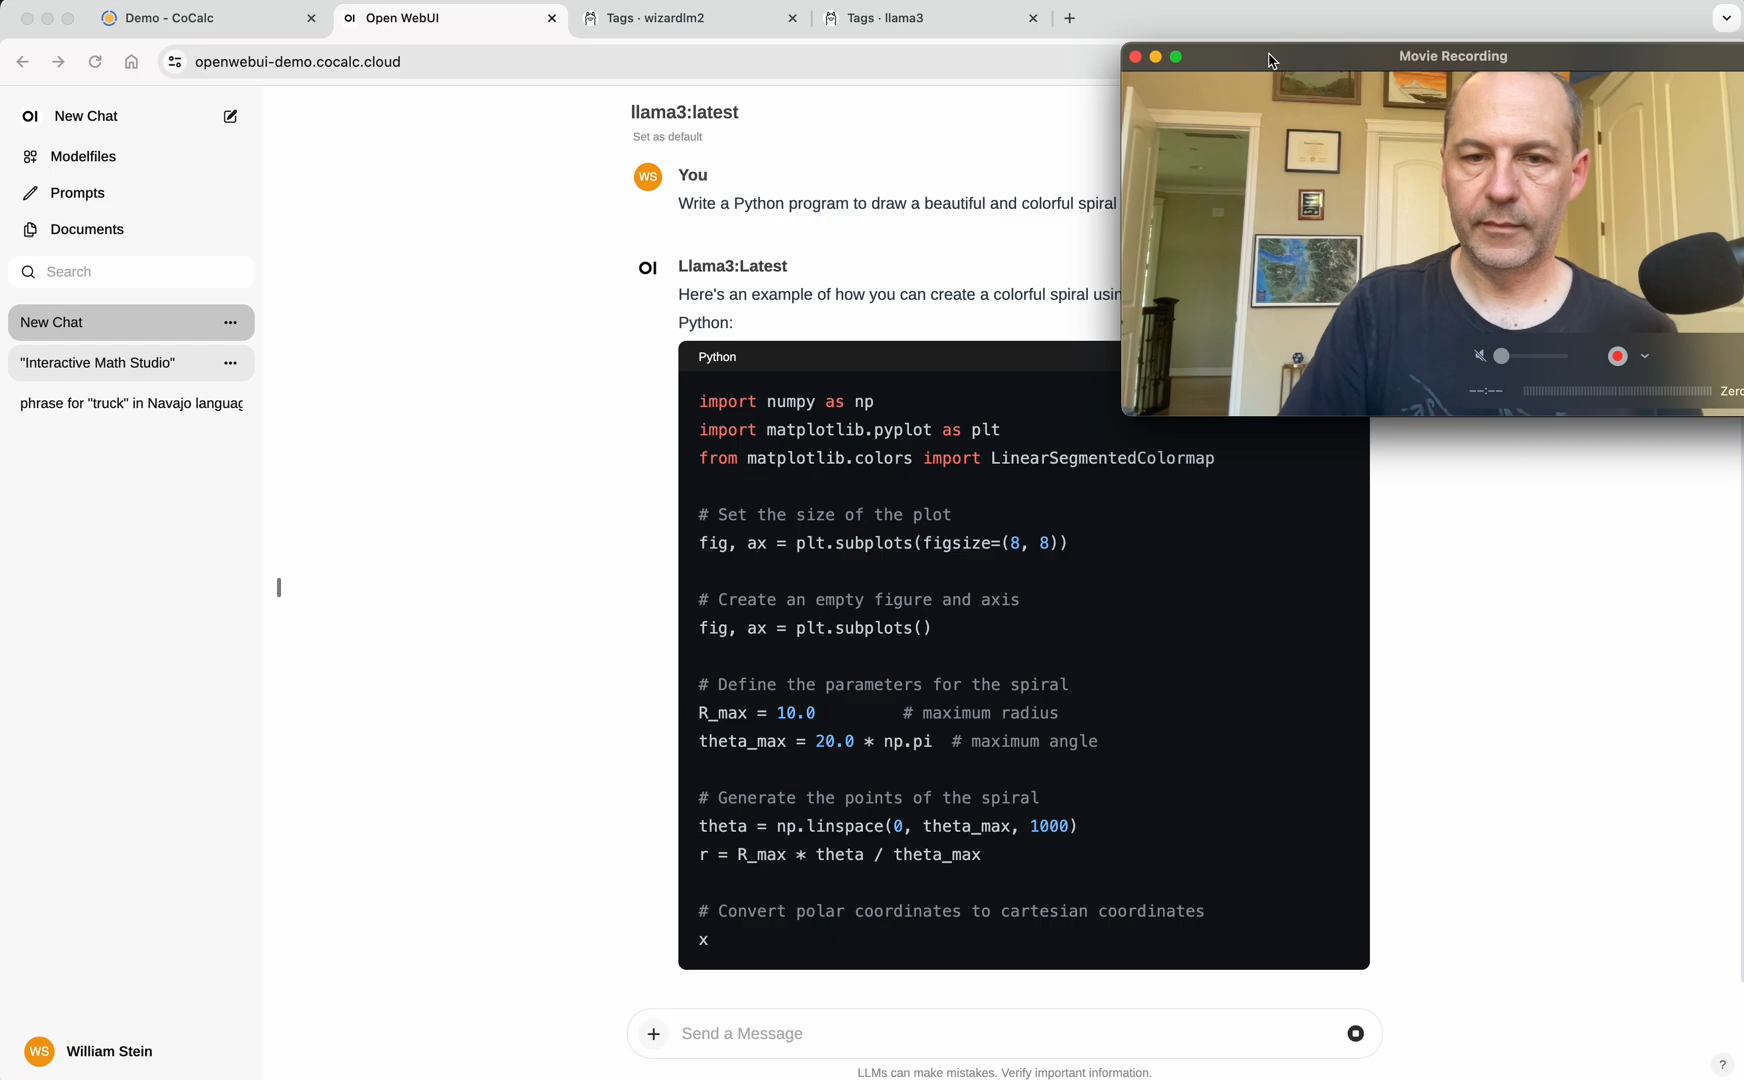 Demo - CoCalc
OI Open WebUI
Tags · wizardlm2
Tags · llama3
openwebui-demo.cocalc.cloud
Movie Recording
OI New Chat
Modelfiles
Prompts
Documents
Search
New Chat
"Interactive Math Studio"
phrase for "truck" in Navajo languag
WS William Stein
llama3:latest
Set as default
WS You
Write a Python program to draw a beautiful and colorful spiral
OI Llama3:Latest
Here's an example of how you can create a colorful spiral usin
Python:
Python
import numpy as np
import matplotlib.pyplot as plt
from matplotlib.colors import LinearSegmentedColormap
# Set the size of the plot
fig, ax = plt.subplots(figsize=(8, 8))
# Create an empty figure and axis
fig, ax = plt.subplots()
# Define the parameters for the spiral
R_max = 10.0 # maximum radius
theta_max = 20.0 * np.pi # maximum angle
# Generate the points of the spiral
theta = np.linspace(0, theta_max, 1000)
r = R_max * theta / theta_max
# Convert polar coordinates to cartesian coordinates
x
Send a Message
LLMs can make mistakes. Verify important information.
?
--:--
Zero